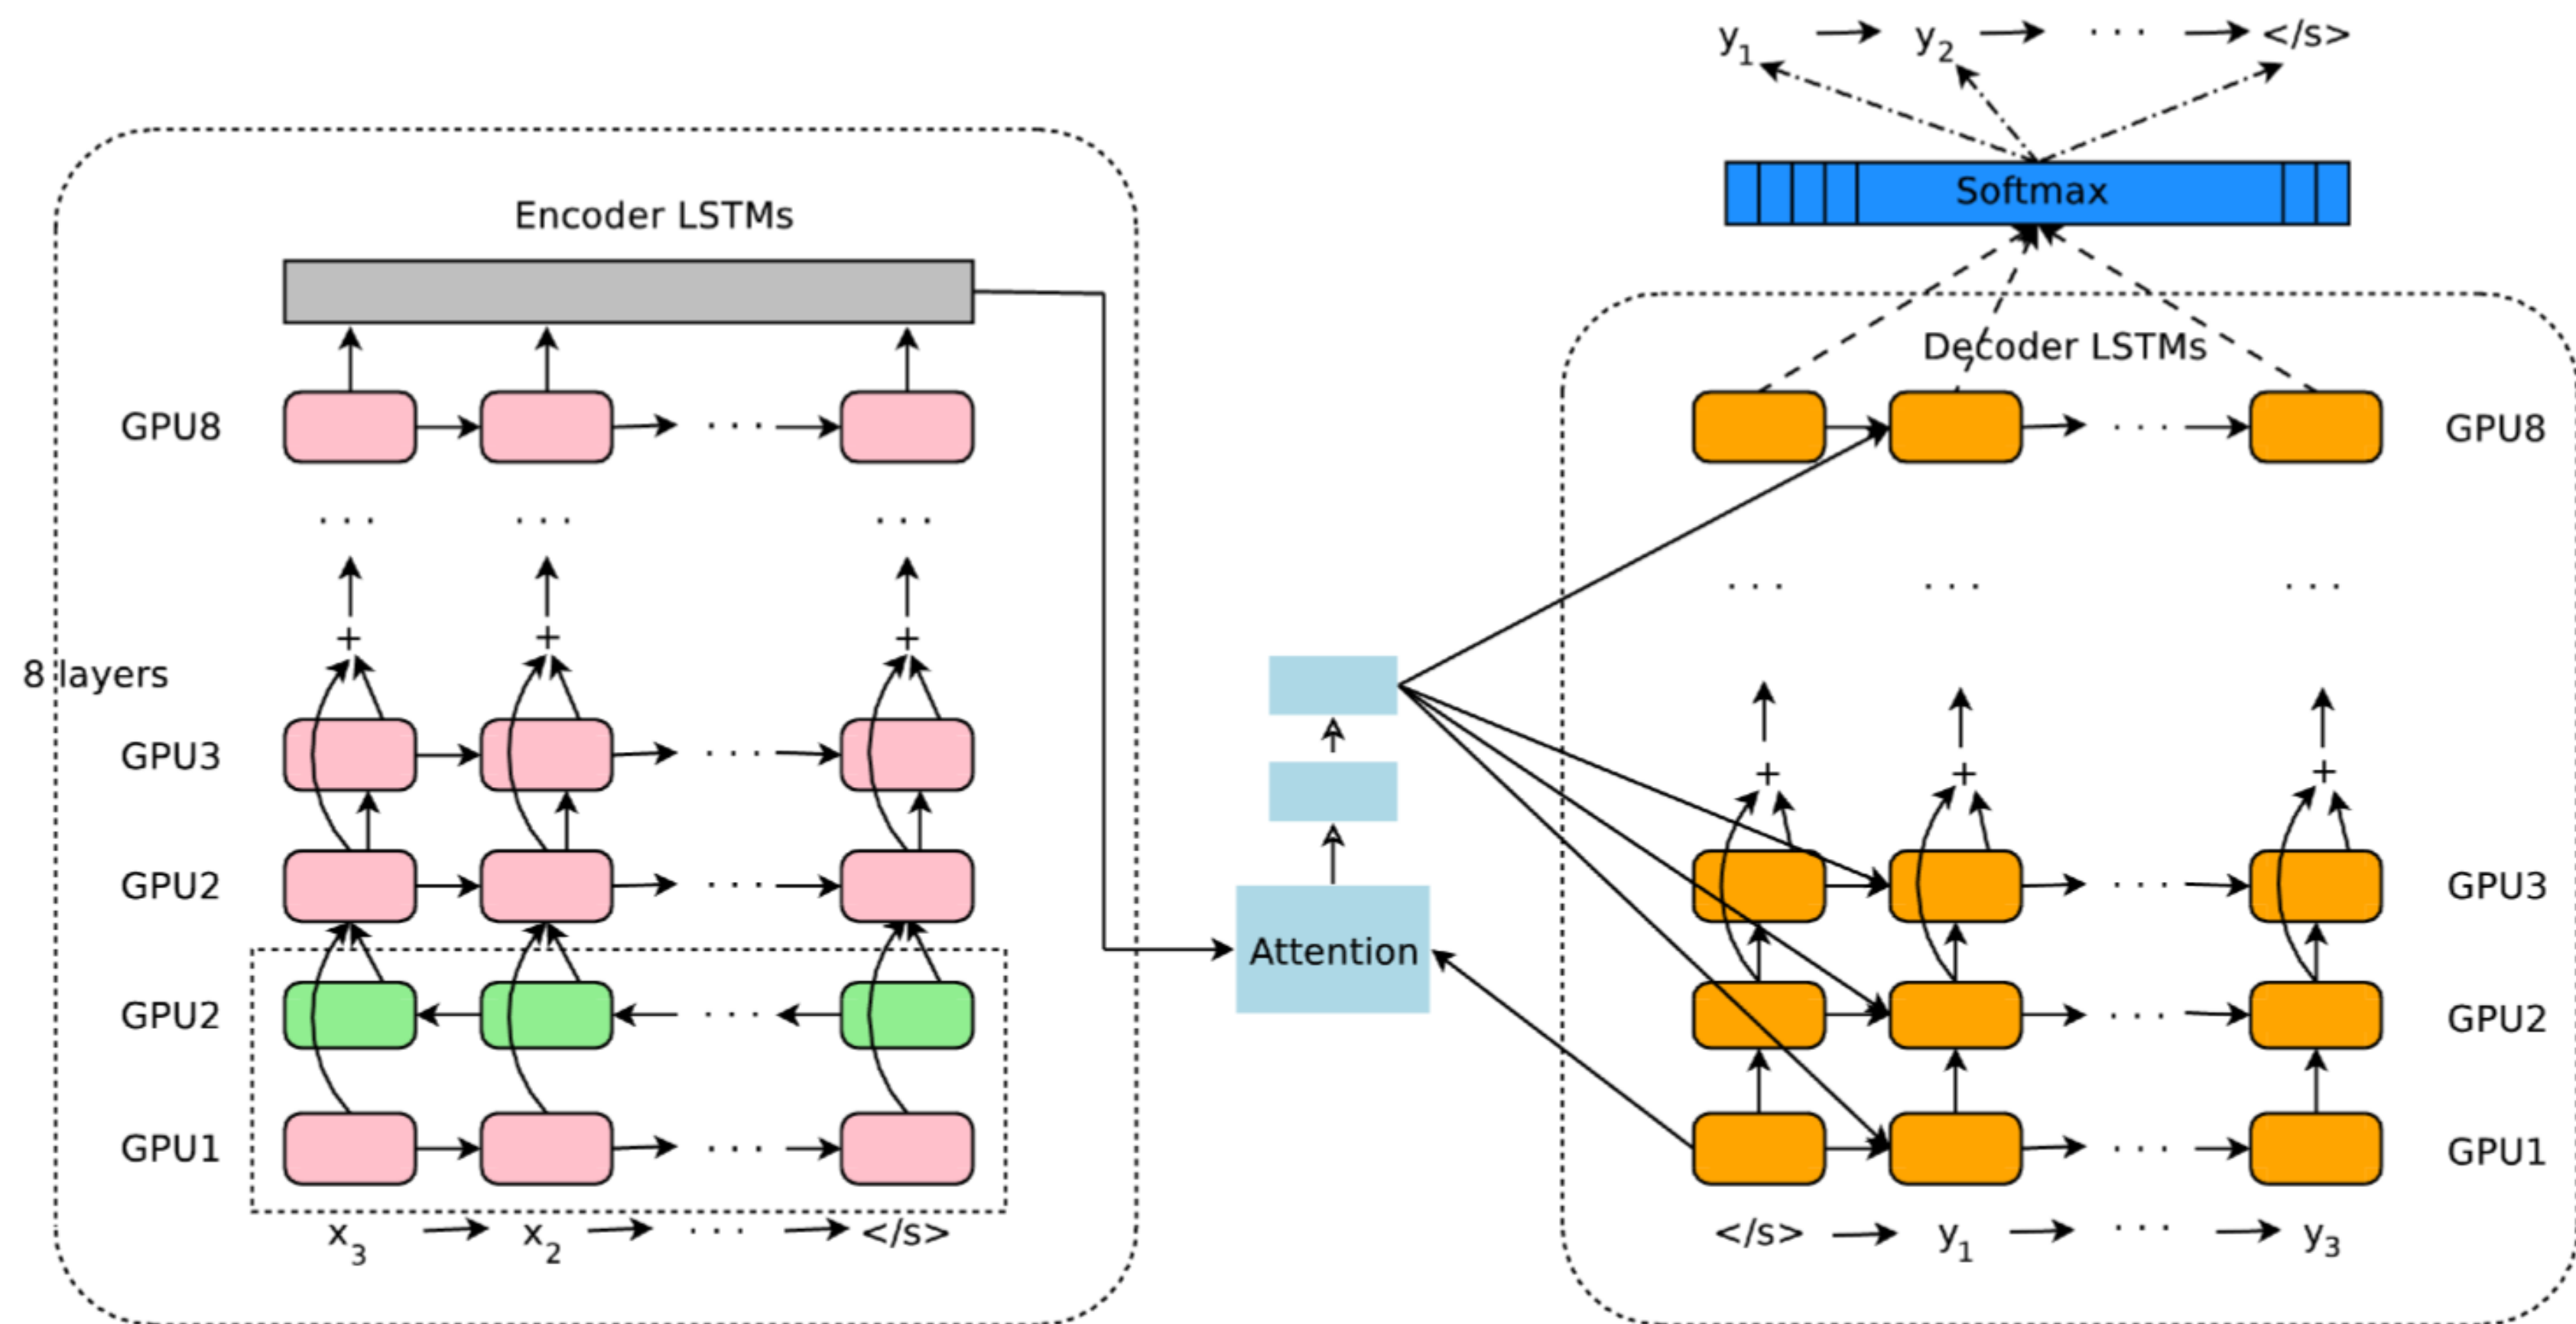 y1 → y2 → ... → </s>
Softmax
Encoder LSTMs
Decoder LSTMs
GPU8 ...
... GPU8
... ... ...
... ... ...
+ + +
8 layers
GPU3 ...
+ + +
GPU2 ...
... GPU3
Attention
GPU2 ...
... GPU2
GPU1 ...
... GPU1
x3 → x2 → ... → </s>
</s> → y1 → ... → y3